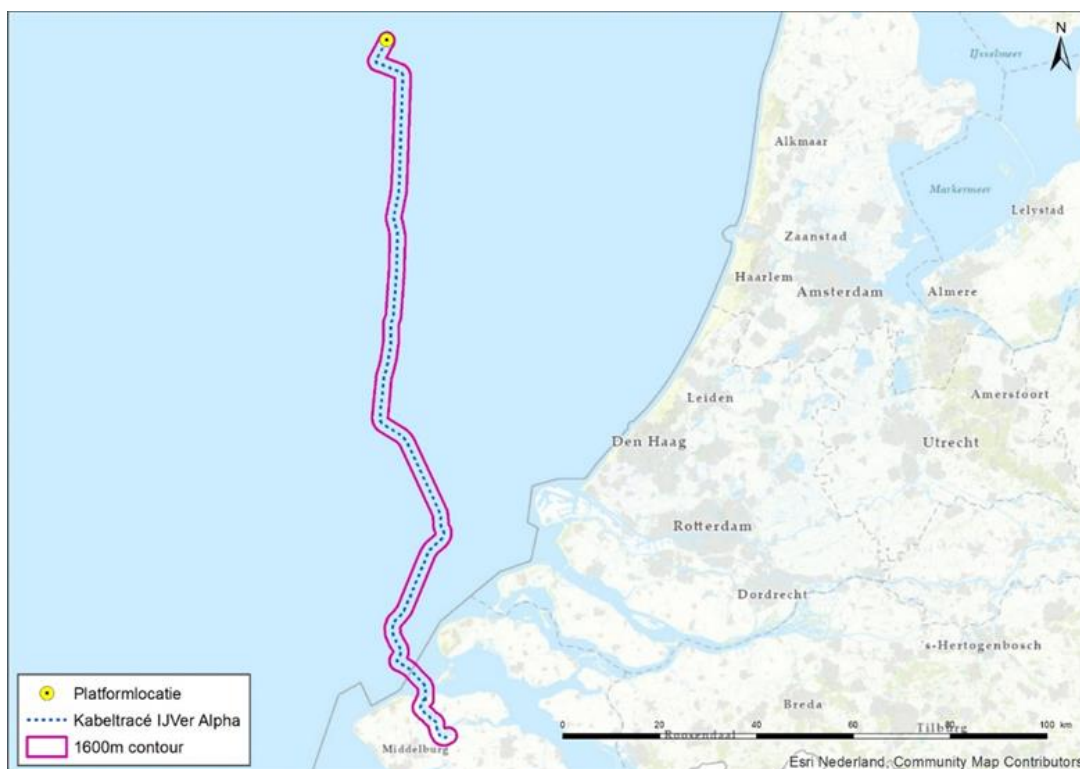 N
IJsselmeer
Alkmaar
Markermeer
Lelystad
Zaanstad
Haarlem
Amsterdam
Almere
Leiden
Amersfoort
Den Haag
Utrecht
Rotterdam
Dordrecht
's-Hertogenbosch
Breda
Roosendaal
Tilburg
Middelburg
Platformlocatie
Kabeltracé IJVer Alpha
1600m contour
0 20 40 60 80 100 km
Esri Nederland, Community Map Contributors